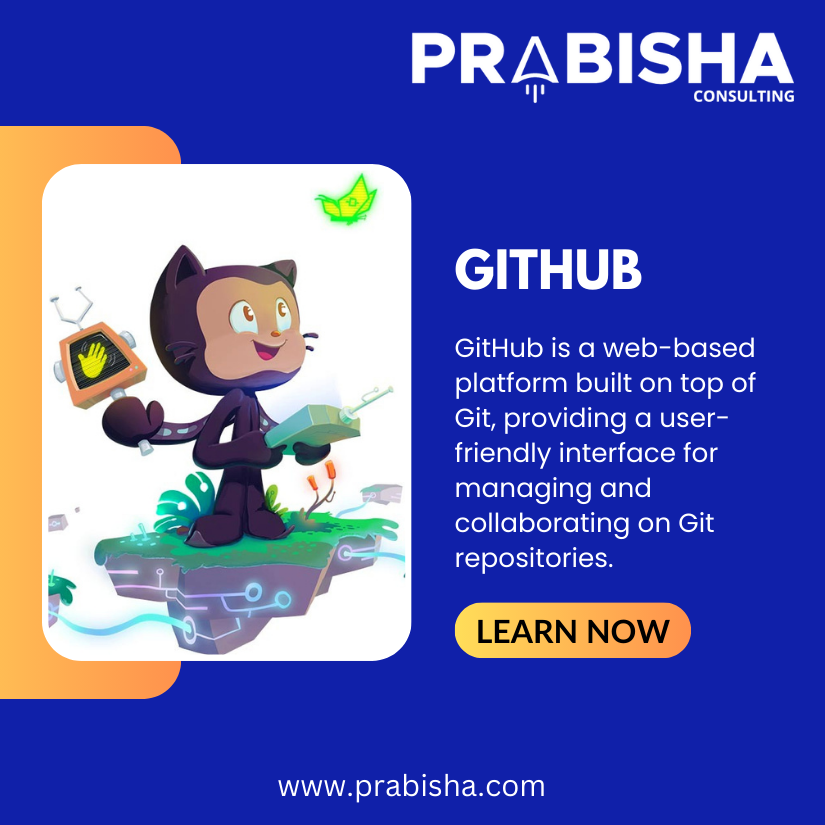 PRABISHA
CONSULTING
GITHUB
GitHub is a web-based
platform built on top of
Git, providing a user-
friendly interface for
managing and
collaborating on Git
repositories.
LEARN NOW
www.prabisha.com